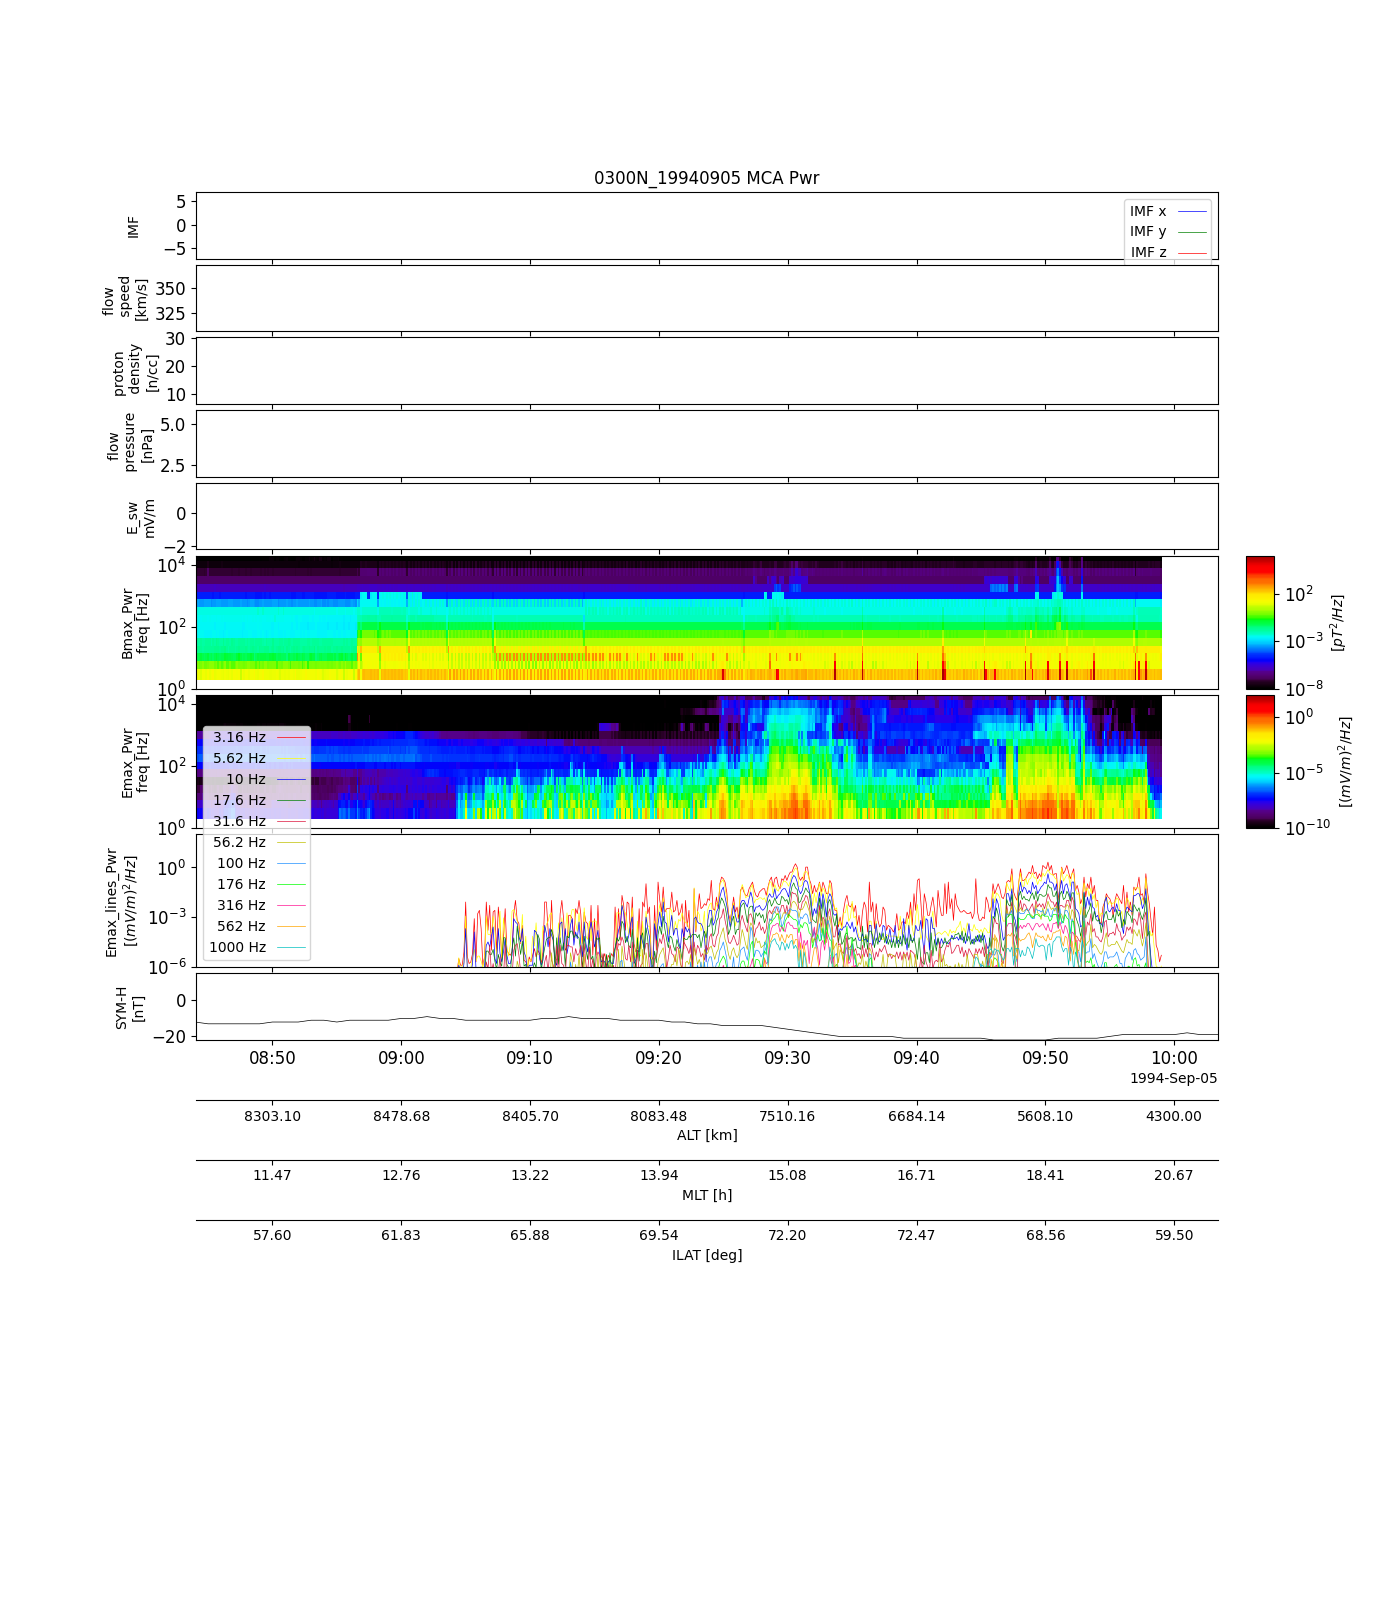 0300N_19940905 MCA Pwr
IMF
5
0
−5
IMF x
IMF y
IMF z
flow
speed
[km/s]
350
325
proton
density
[n/cc]
30
20
10
flow
pressure
[nPa]
5.0
2.5
E_sw
mV/m
0
−2
Bmax_Pwr
freq [Hz]
10^4
10^2
10^0
10^2
10^−3
10^−8
[pT^2/Hz]
Emax_Pwr
freq [Hz]
10^4
10^2
10^0
10^0
10^−5
10^−10
[(mV/m)^2/Hz]
3.16 Hz
5.62 Hz
10 Hz
17.6 Hz
31.6 Hz
56.2 Hz
100 Hz
176 Hz
316 Hz
562 Hz
1000 Hz
Emax_lines_Pwr
[(mV/m)^2/Hz]
10^0
10^−3
10^−6
SYM-H
[nT]
0
−20
08:50 09:00 09:10 09:20 09:30 09:40 09:50 10:00
1994-Sep-05
8303.10 8478.68 8405.70 8083.48 7510.16 6684.14 5608.10 4300.00
ALT [km]
11.47 12.76 13.22 13.94 15.08 16.71 18.41 20.67
MLT [h]
57.60 61.83 65.88 69.54 72.20 72.47 68.56 59.50
ILAT [deg]